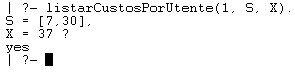 | ?- listarCustosPorUtente(1, S, X).
S = [7,30],
X = 37 ?
yes
| ?-